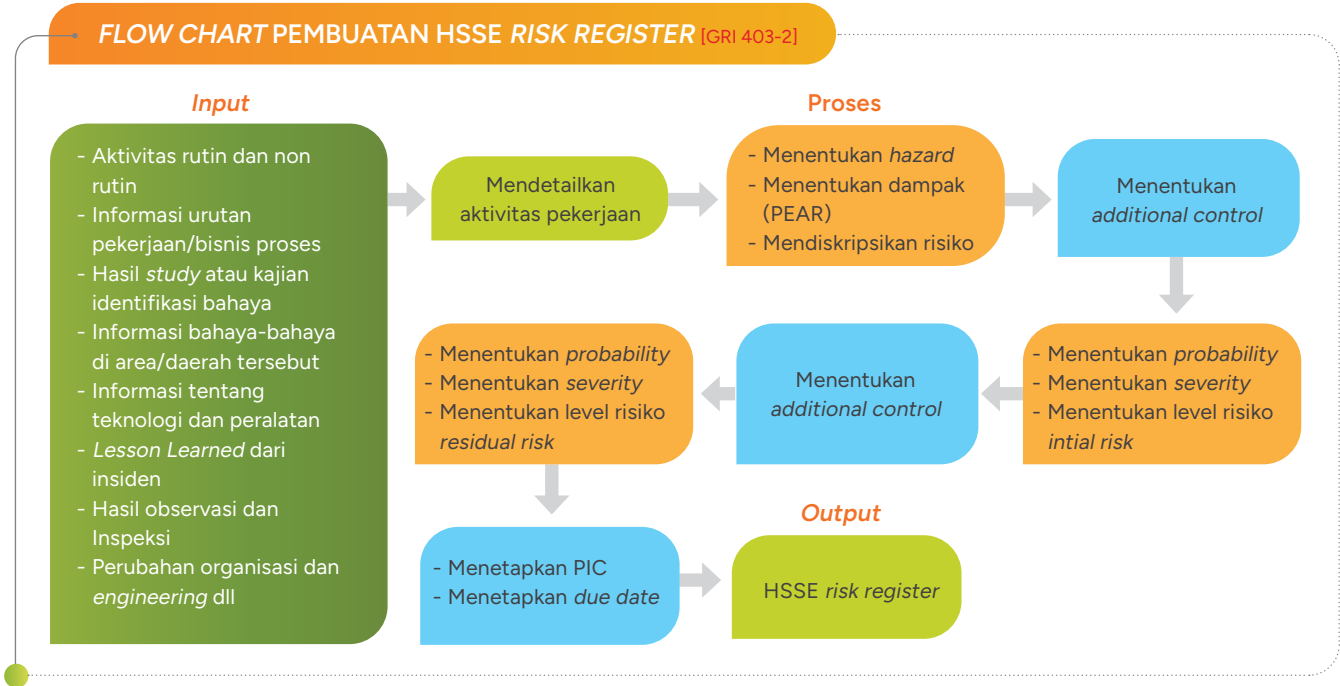 FLOW CHART PEMBUATAN HSSE RISK REGISTER [GRI 403-2]
Input
- Aktivitas rutin dan non
rutin
- Informasi urutan
pekerjaan/bisnis proses
- Hasil study atau kajian
identifikasi bahaya
- Informasi bahaya-bahaya
di area/daerah tersebut
- Informasi tentang
teknologi dan peralatan
- Lesson Learned dari
insiden
- Hasil observasi dan
Inspeksi
- Perubahan organisasi dan
engineering dll
Mendetailkan
aktivitas pekerjaan
Proses
- Menentukan hazard
- Menentukan dampak
(PEAR)
- Mendiskripsikan risiko
Menentukan
additional control
- Menentukan probability
- Menentukan severity
- Menentukan level risiko
intial risk
Menentukan
additional control
- Menentukan probability
- Menentukan severity
- Menentukan level risiko
residual risk
- Menetapkan PIC
- Menetapkan due date
Output
HSSE risk register